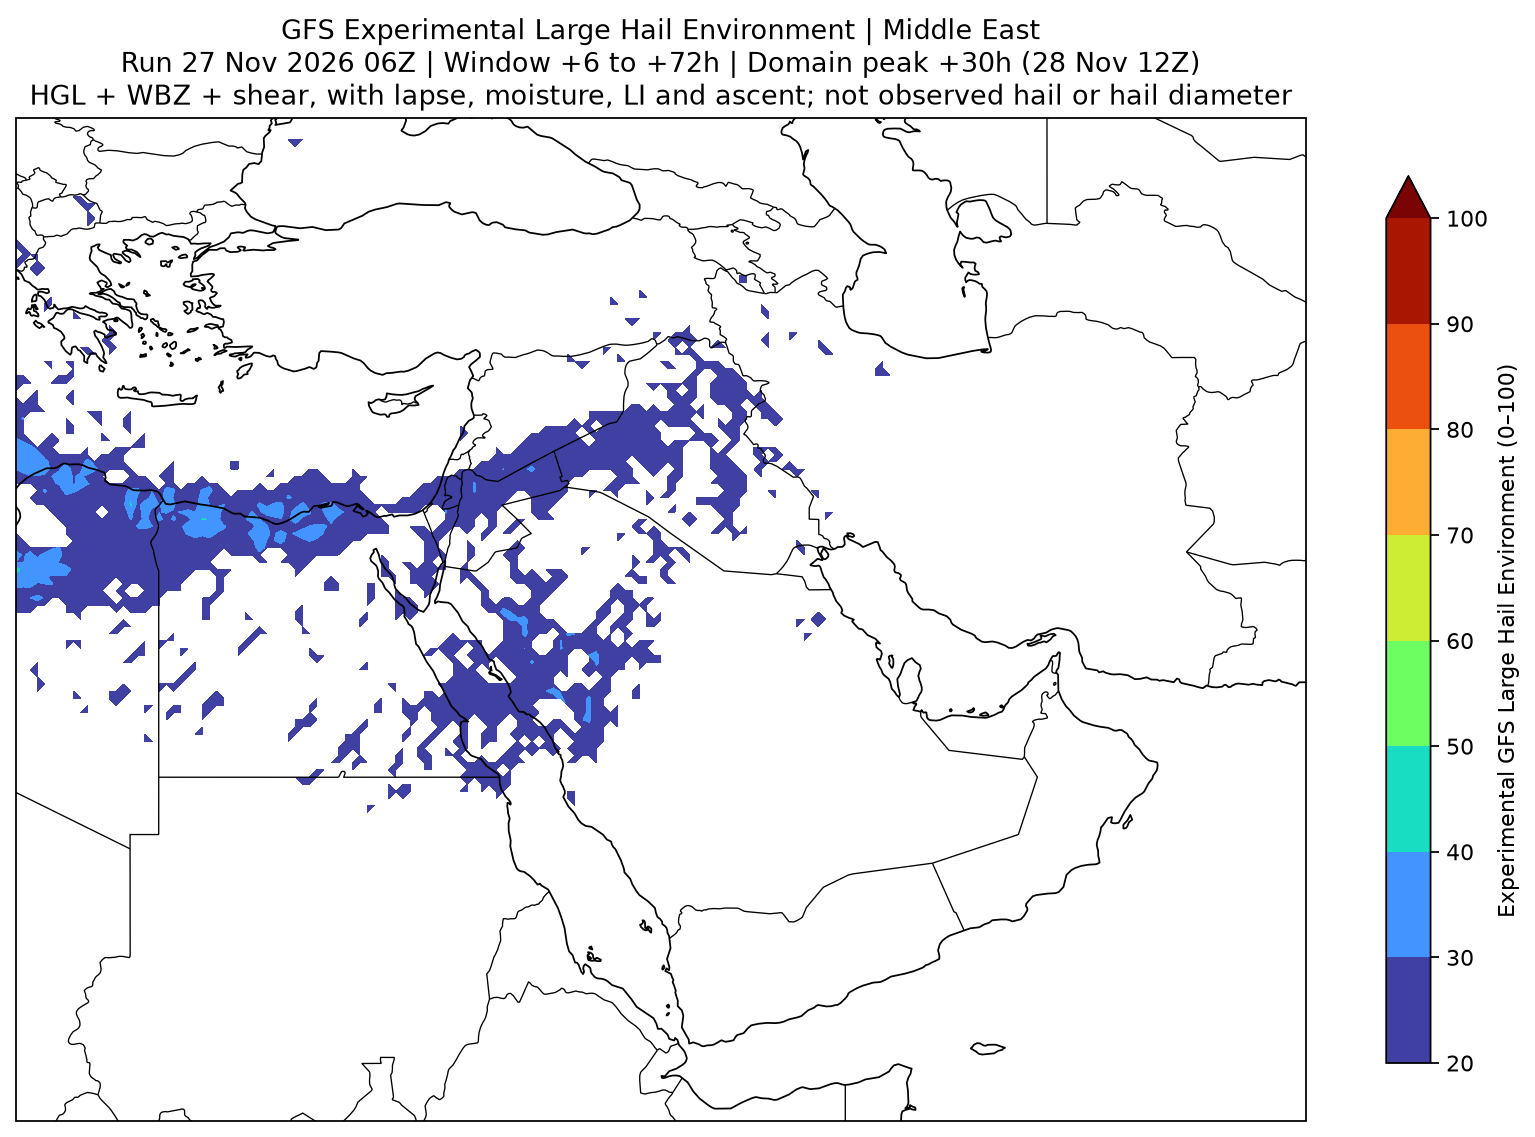 GFS Experimental Large Hail Environment | Middle East
Run 27 Nov 2026 06Z | Window +6 to +72h | Domain peak +30h (28 Nov 12Z)
HGL + WBZ + shear, with lapse, moisture, LI and ascent; not observed hail or hail diameter
100
90
80
70
60
50
40
30
20
Experimental GFS Large Hail Environment (0–100)